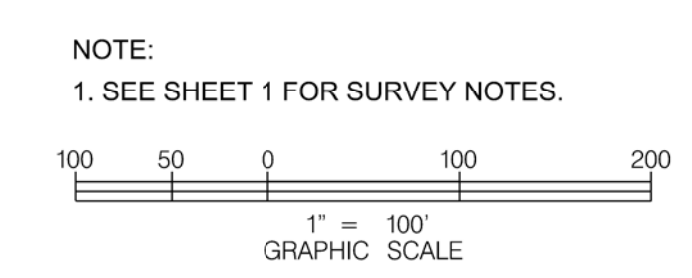 NOTE:
1. SEE SHEET 1 FOR SURVEY NOTES.
100 50 0 100 200
1” = 100'
GRAPHIC SCALE